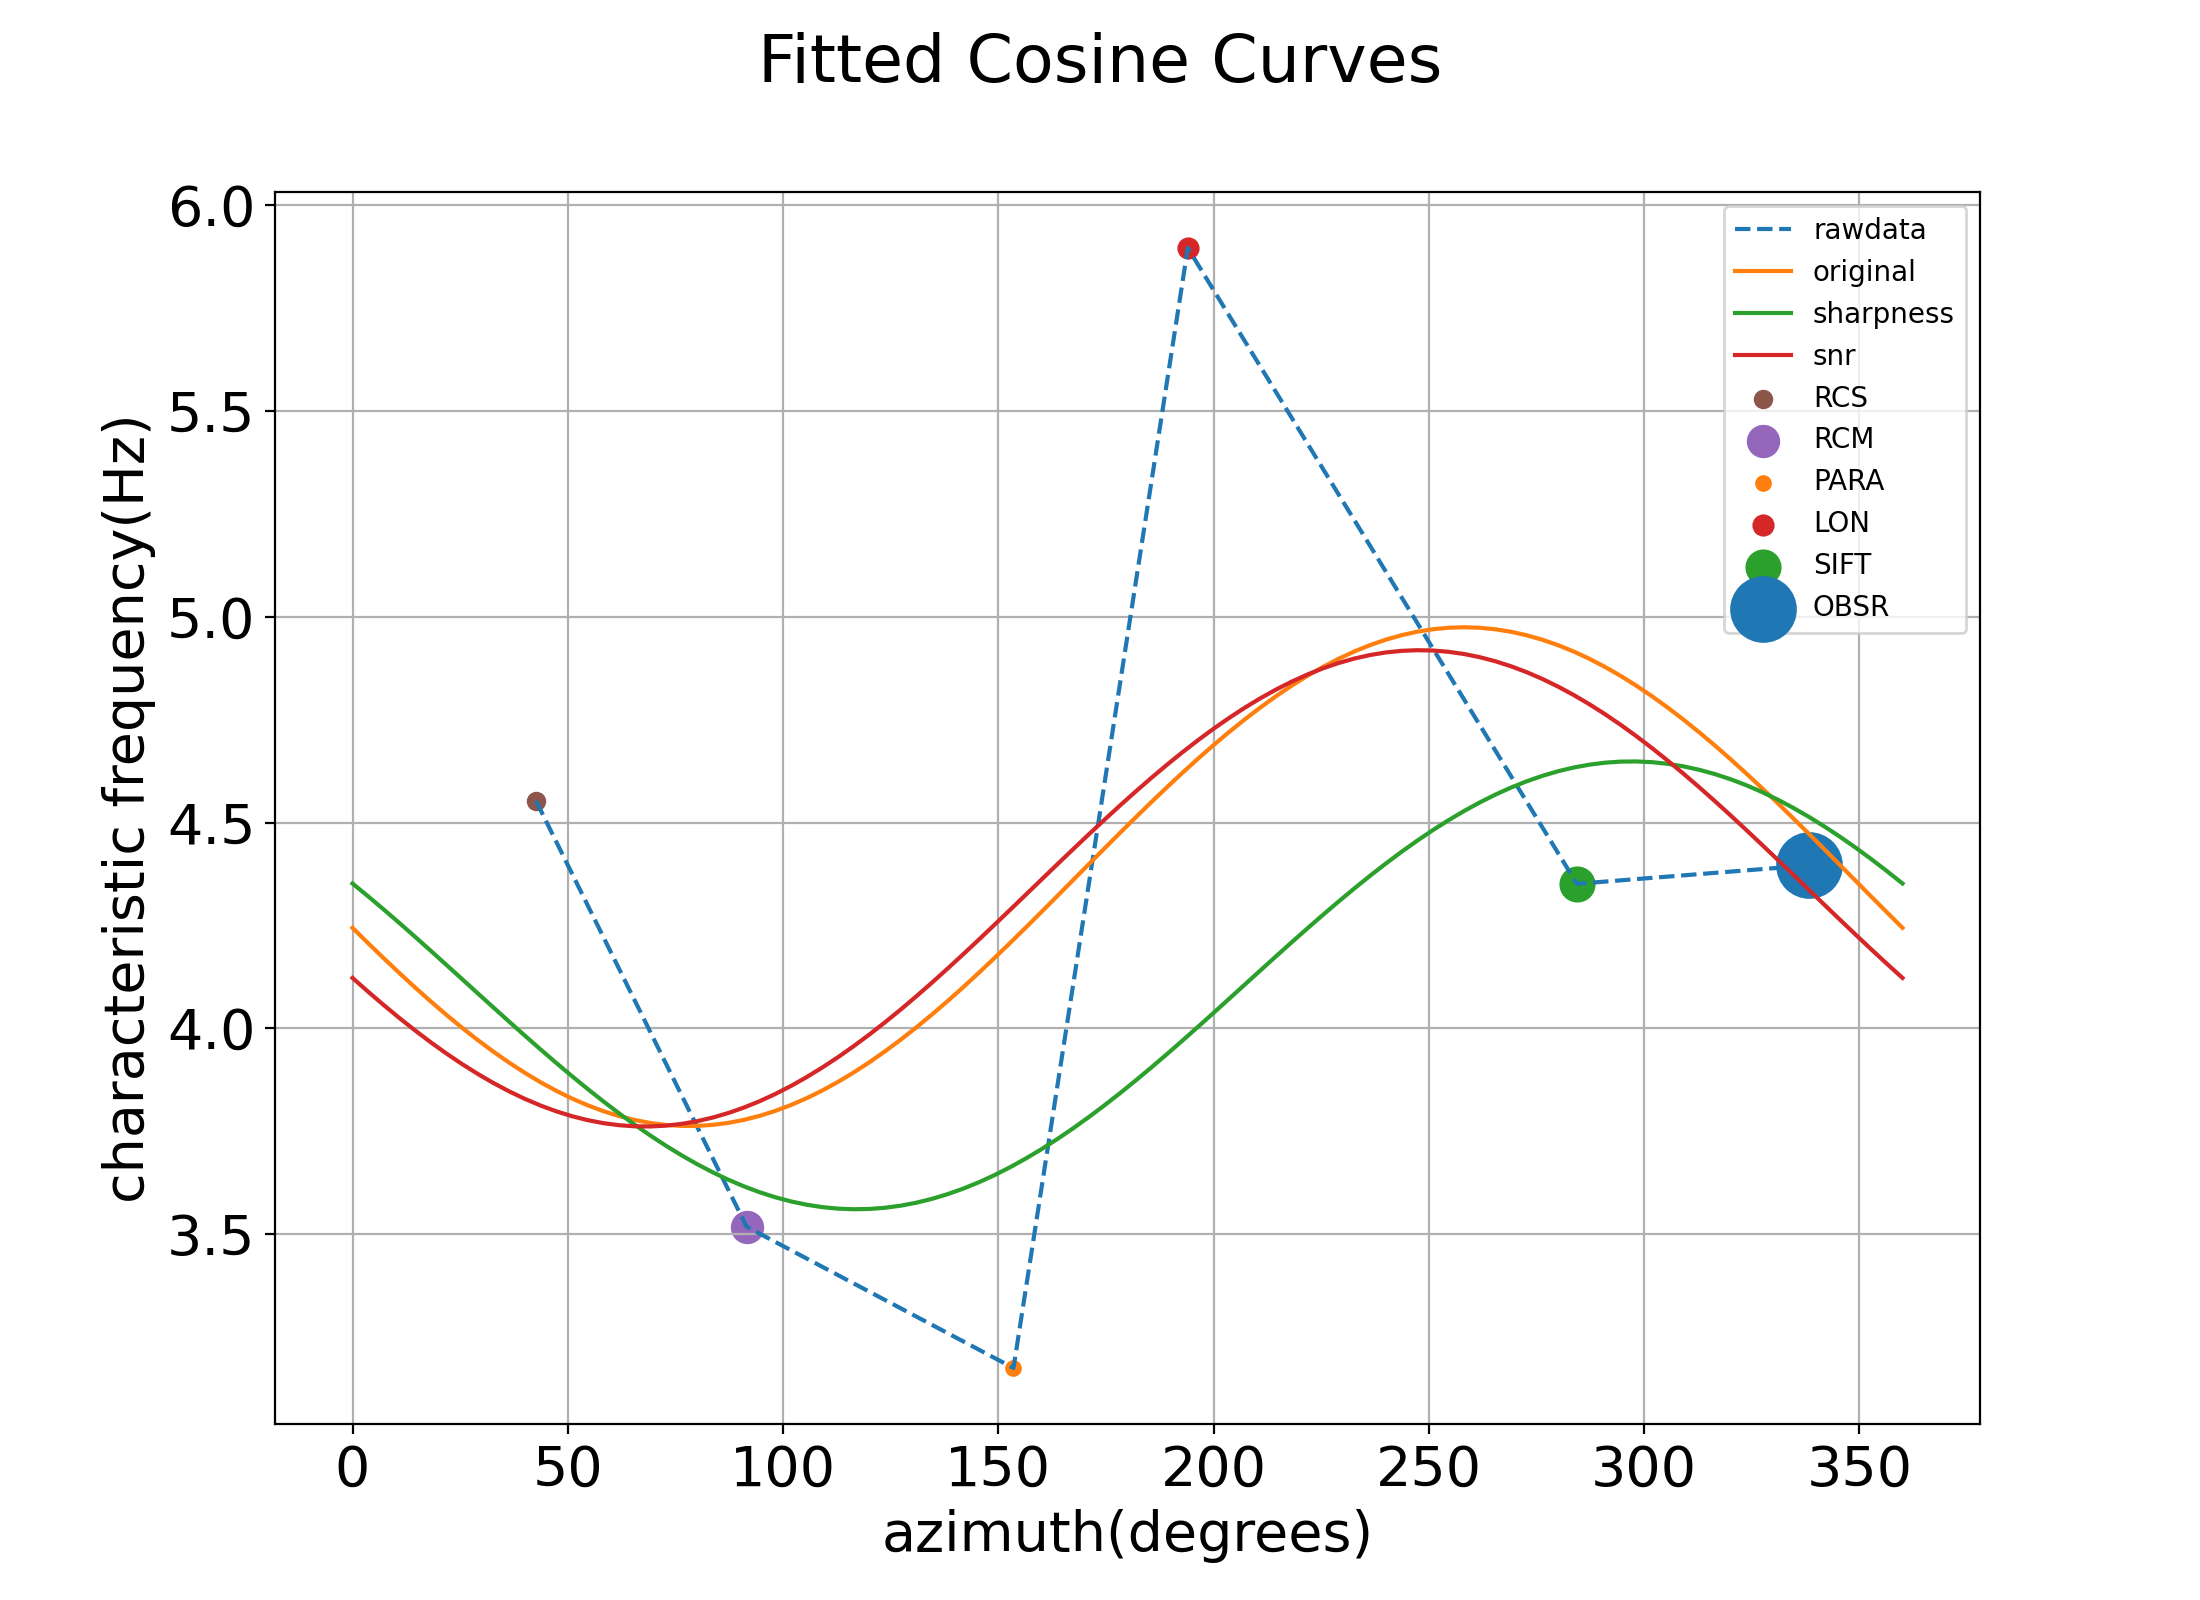 Fitted Cosine Curves
6.0
5.5
5.0
4.5
4.0
3.5
characteristic frequency(Hz)
rawdata
original
sharpness
snr
RCS
RCM
PARA
LON
SIFT
OBSR
0 50 100 150 200 250 300 350
azimuth(degrees)